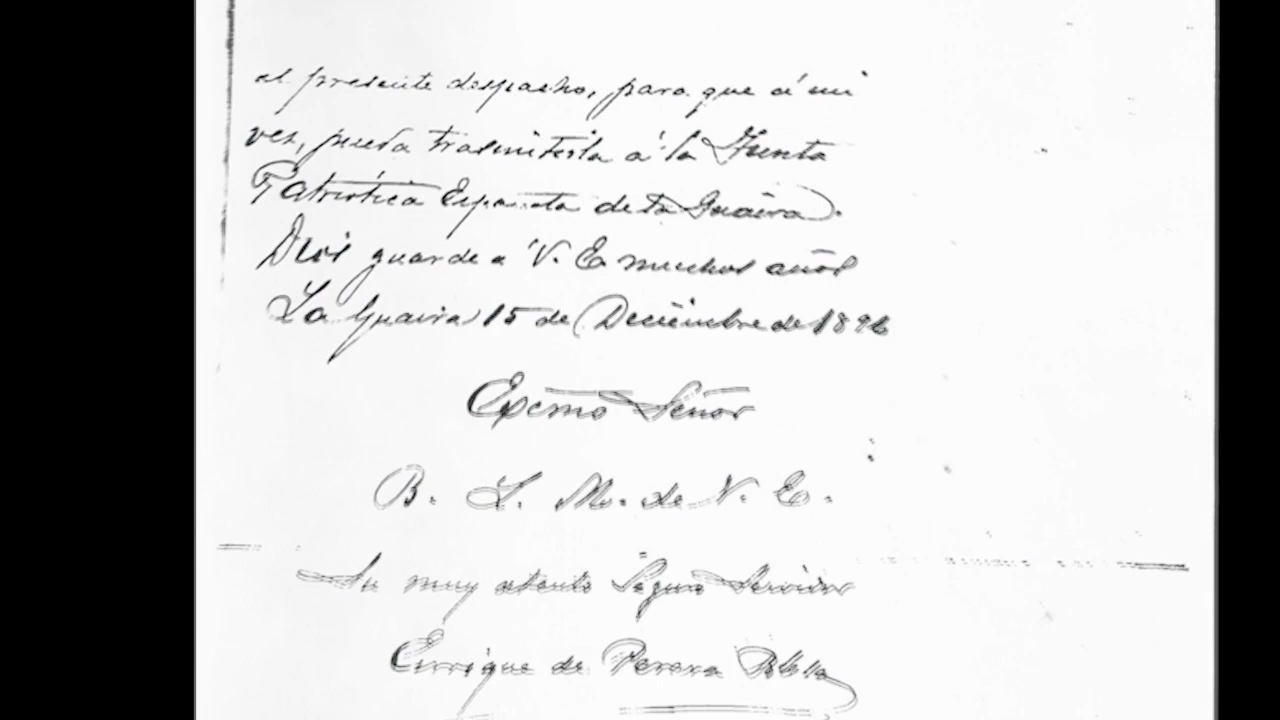 al presente despacho, para que á mi
vez, pueda trasmitirla á la Junta
Patriótica Española de la Guaira.
Dios guarde a V. E. muchos años
La Guaira 15 de Deciembre de 1896
Excmo Señor
B. L. M. de V. E.
Su muy atento Seguro Servidor
Enrique de Perera